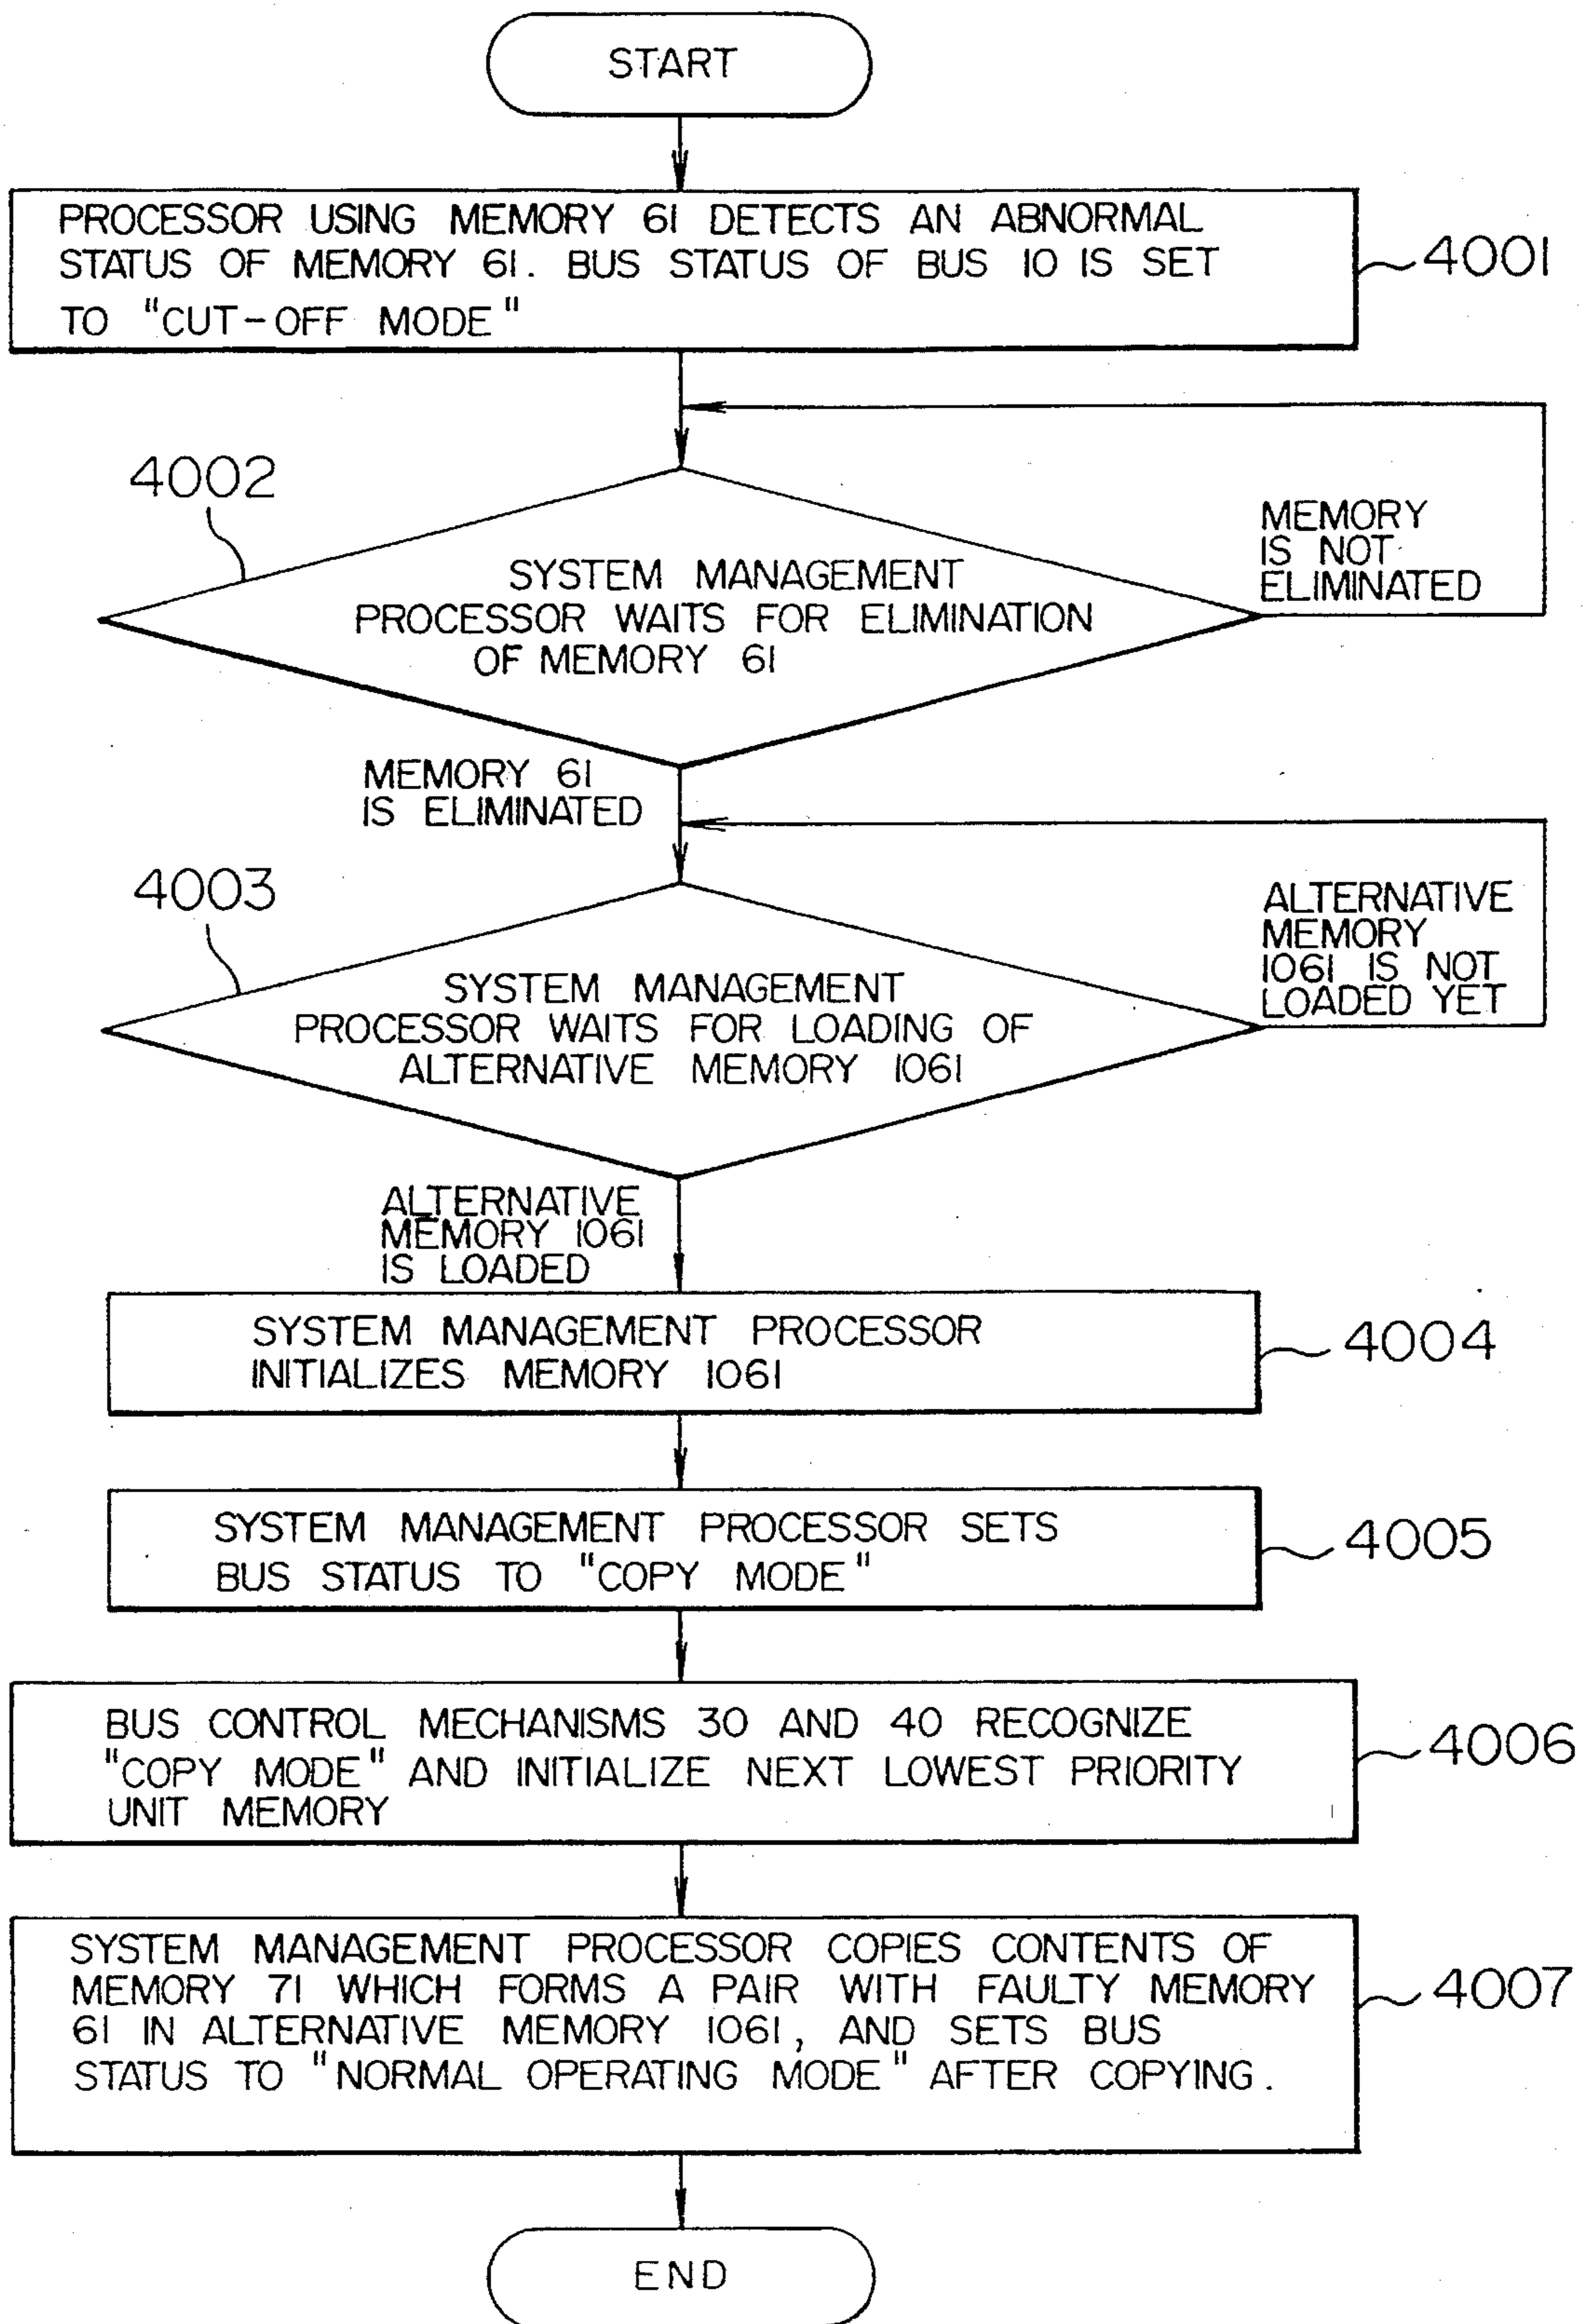 START
PROCESSOR USING MEMORY 61 DETECTS AN ABNORMAL
STATUS OF MEMORY 61. BUS STATUS OF BUS 10 IS SET
TO "CUT-OFF MODE"
4001
4002
SYSTEM MANAGEMENT
PROCESSOR WAITS FOR ELIMINATION
OF MEMORY 61
MEMORY
IS NOT
ELIMINATED
MEMORY 61
IS ELIMINATED
4003
SYSTEM MANAGEMENT
PROCESSOR WAITS FOR LOADING OF
ALTERNATIVE MEMORY 1061
ALTERNATIVE
MEMORY
1061 IS NOT
LOADED YET
ALTERNATIVE
MEMORY 1061
IS LOADED
SYSTEM MANAGEMENT PROCESSOR
INITIALIZES MEMORY 1061
4004
SYSTEM MANAGEMENT PROCESSOR SETS
BUS STATUS TO "COPY MODE"
4005
BUS CONTROL MECHANISMS 30 AND 40 RECOGNIZE
"COPY MODE" AND INITIALIZE NEXT LOWEST PRIORITY
UNIT MEMORY
4006
SYSTEM MANAGEMENT PROCESSOR COPIES CONTENTS OF
MEMORY 71 WHICH FORMS A PAIR WITH FAULTY MEMORY
61 IN ALTERNATIVE MEMORY 1061, AND SETS BUS
STATUS TO "NORMAL OPERATING MODE" AFTER COPYING.
4007
END